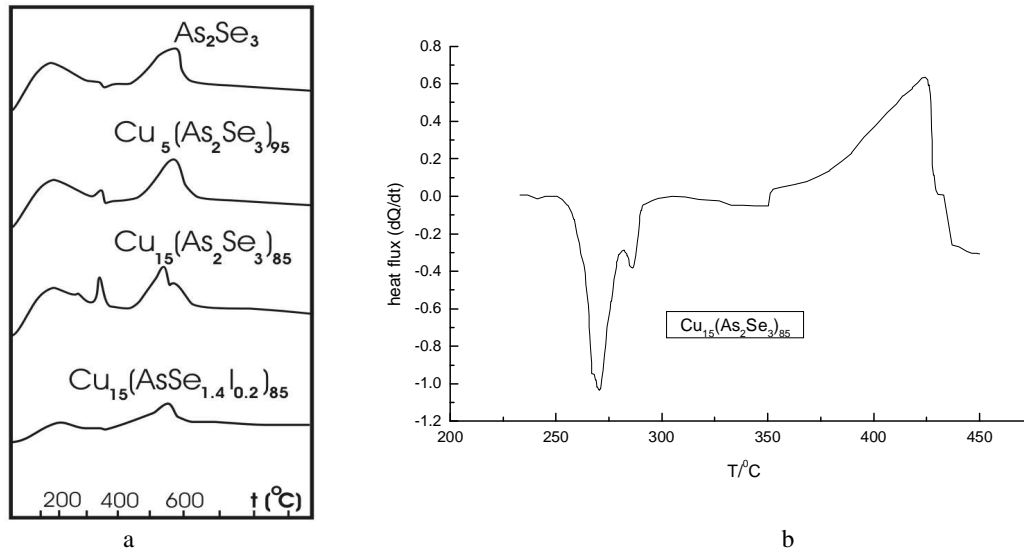 As₂Se₃
Cu₅(As₂Se₃)₉₅
Cu₁₅(As₂Se₃)₈₅
Cu₁₅(AsSe₁.₄I₀.₂)₈₅
200 400 600 t (°C)
a
0.8
0.6
0.4
0.2
0.0
-0.2
-0.4
-0.6
-0.8
-1.0
-1.2
heat flux (dQ/dt)
Cu₁₅(As₂Se₃)₈₅
200 250 300 350 400 450
T/⁰C
b